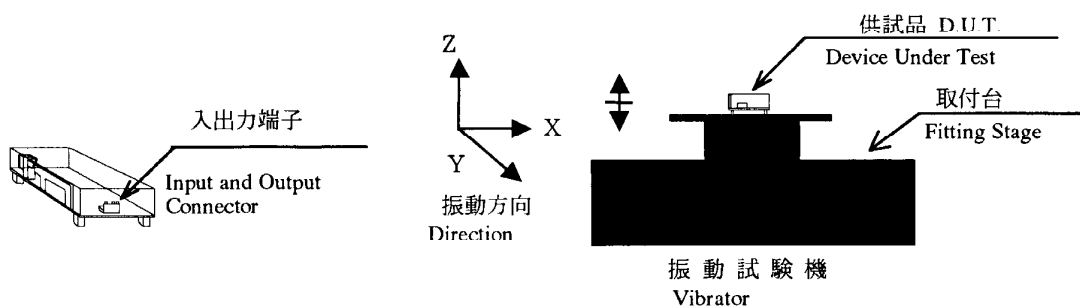 入出力端子
Input and Output
Connector
Z
X
Y
振動方向
Direction
供試品 D.U.T.
Device Under Test
取付台
Fitting Stage
振動試験機
Vibrator